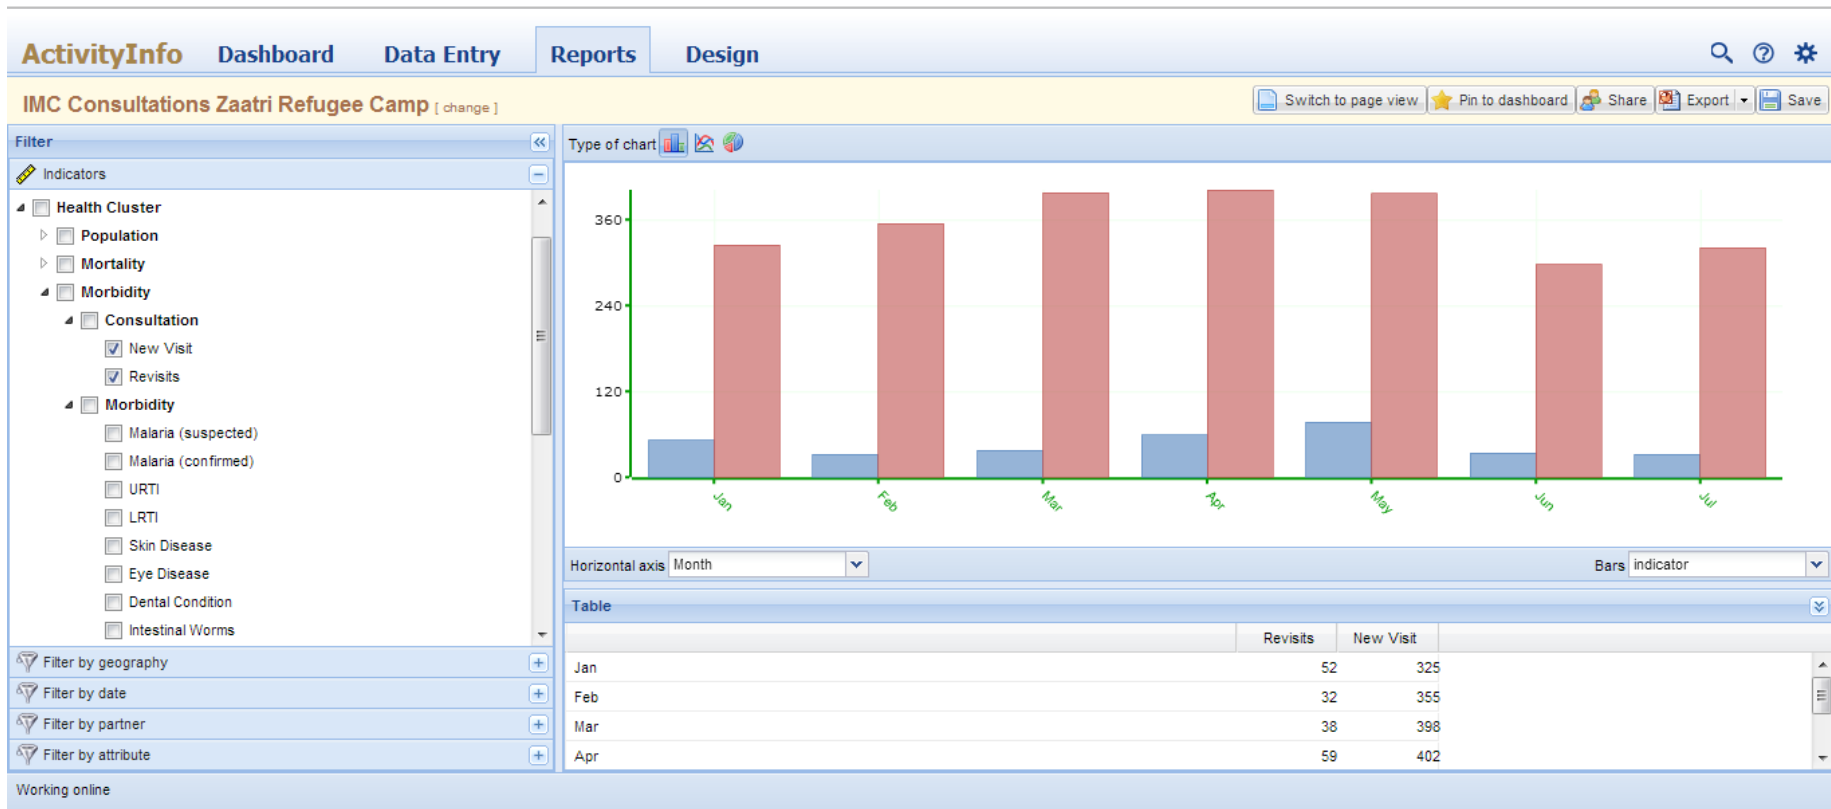 ActivityInfo Dashboard Data Entry Reports Design
IMC Consultations Zaatri Refugee Camp [ change ]
Switch to page view Pin to dashboard Share Export Save
Filter
Indicators
Health Cluster
Population
Mortality
Morbidity
Consultation
New Visit
Revisits
Morbidity
Malaria (suspected)
Malaria (confirmed)
URTI
LRTI
Skin Disease
Eye Disease
Dental Condition
Intestinal Worms
Filter by geography
Filter by date
Filter by partner
Filter by attribute
Type of chart
360
240
120
0
Jan Feb Mar Apr May Jun Jul
Horizontal axis Month Bars indicator
Table
Revisits New Visit
Jan 52 325
Feb 32 355
Mar 38 398
Apr 59 402
Working online